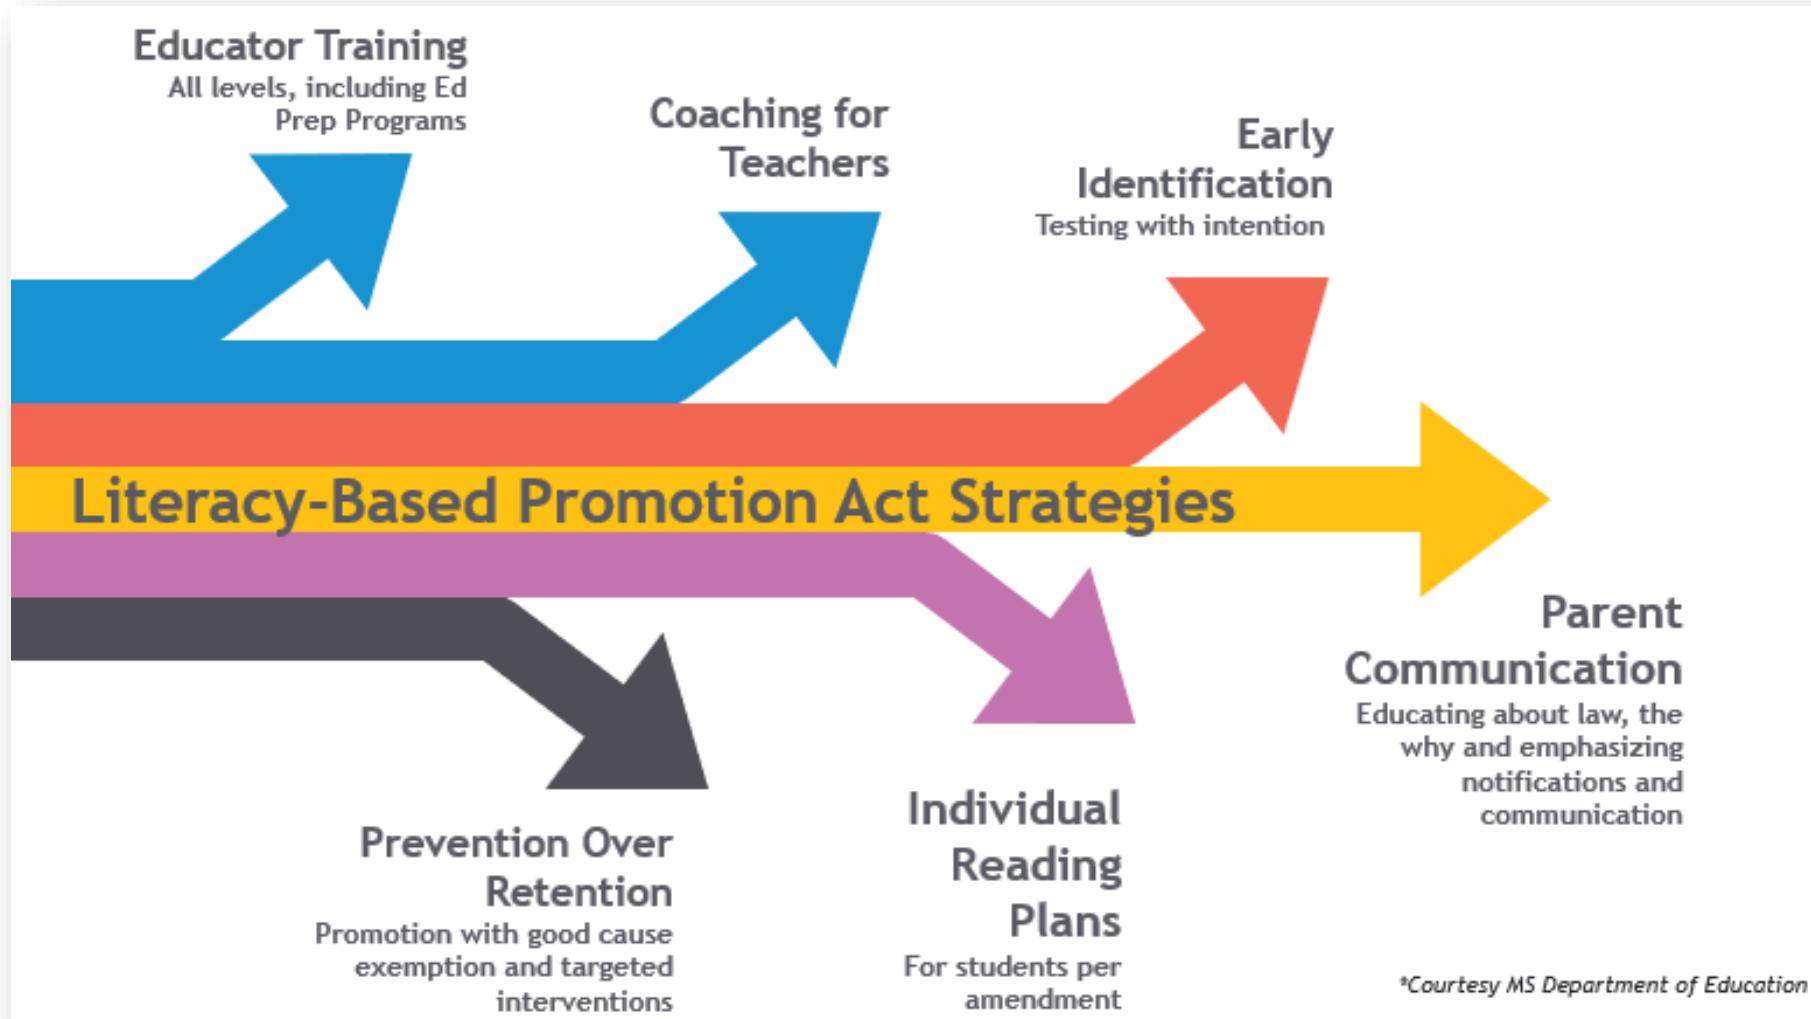 Educator Training
All levels, including Ed
Prep Programs
Coaching for
Teachers
Early
Identification
Testing with intention
Literacy-Based Promotion Act Strategies
Parent
Communication
Educating about law, the
why and emphasizing
notifications and
communication
Prevention Over
Retention
Promotion with good cause
exemption and targeted
interventions
Individual
Reading
Plans
For students per
amendment
*Courtesy MS Department of Education